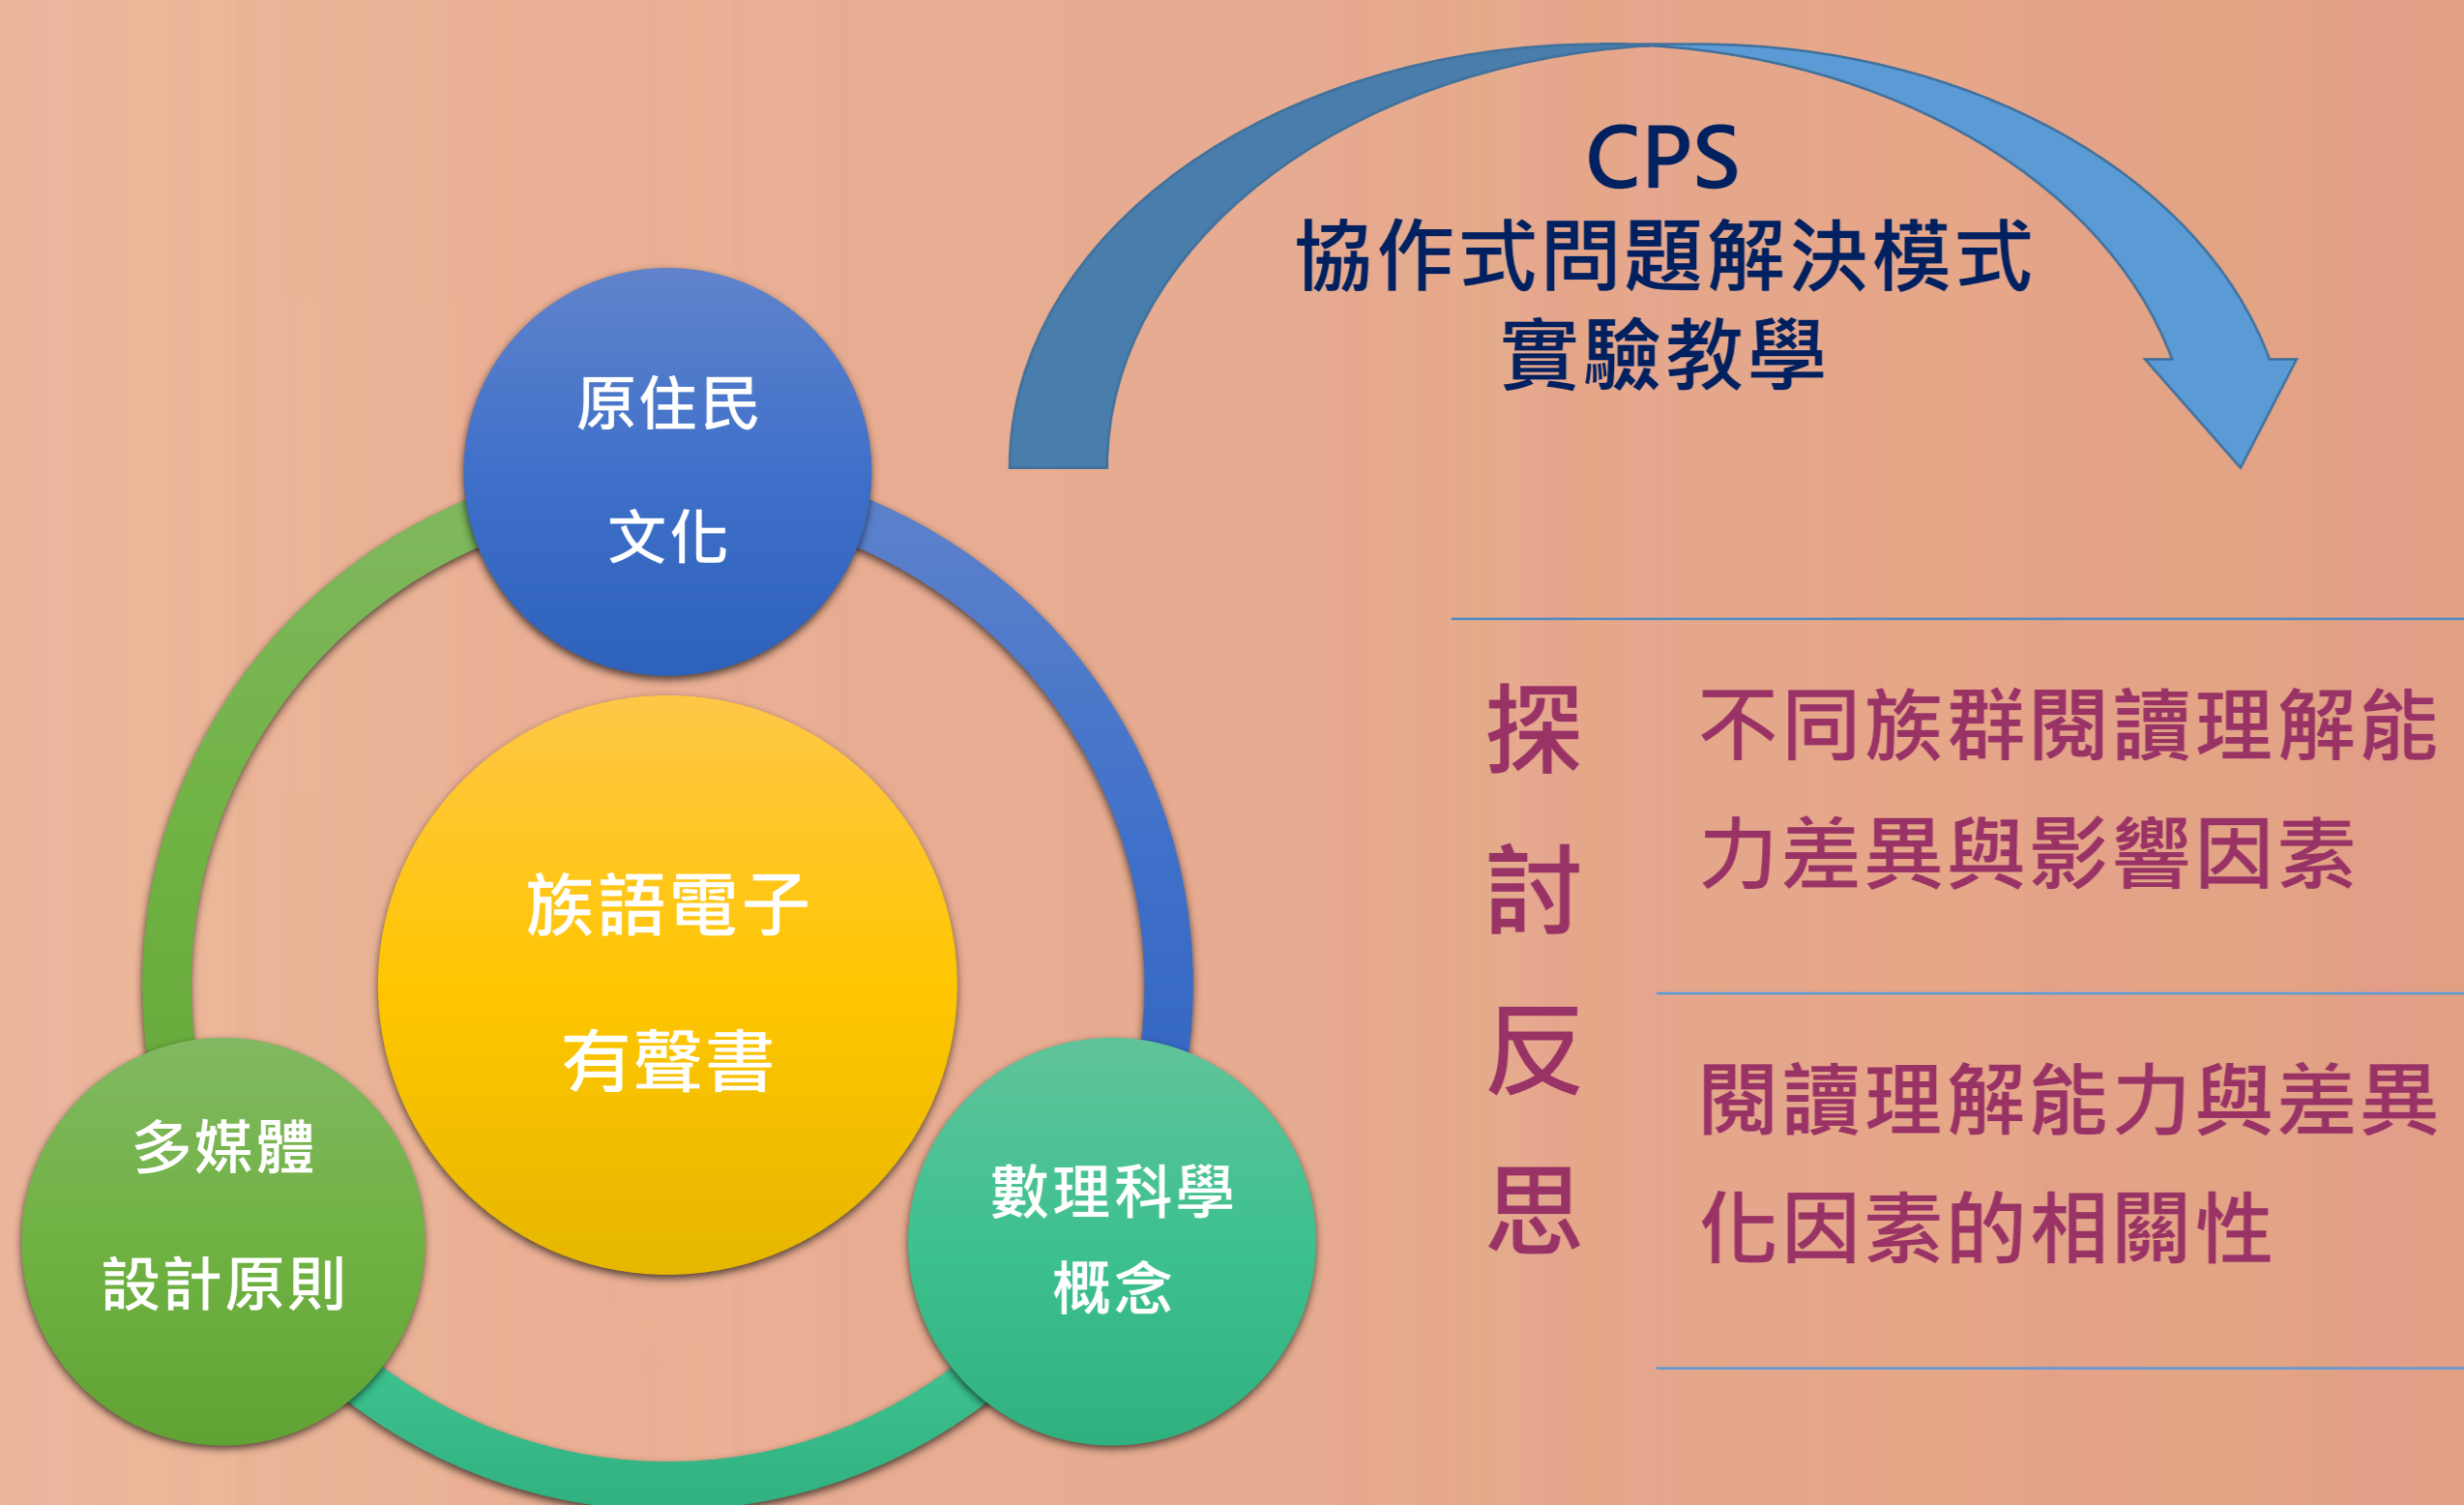 CPS
協作式問題解決模式
實驗教學
原住民
文化
族語電子
有聲書
多媒體
設計原則
數理科學
概念
探
討
反
思
不同族群閱讀理解能
力差異與影響因素
閱讀理解能力與差異
化因素的相關性